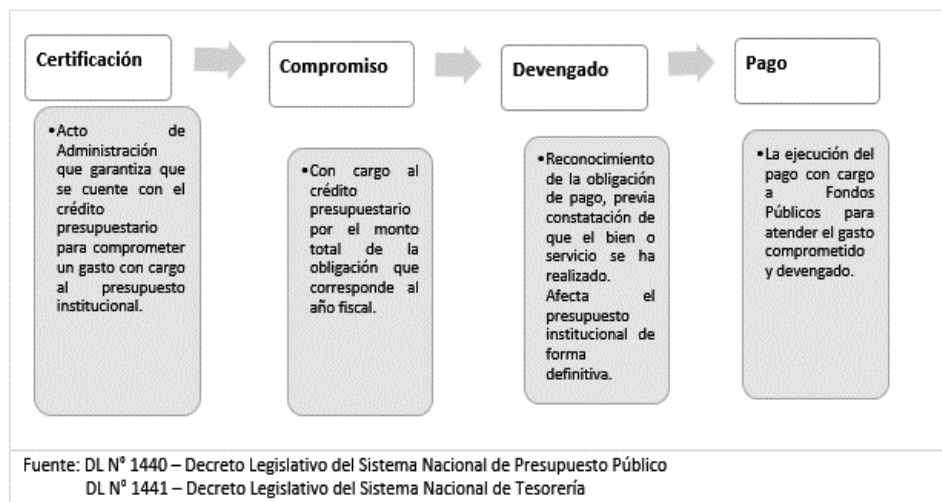 Certificación
Compromiso
Devengado
Pago
•Acto de
Administración
que garantiza que
se cuente con el
crédito
presupuestario
para comprometer
un gasto con cargo
al presupuesto
institucional.
•Con cargo al
crédito
presupuestario
por el monto
total de la
obligación que
corresponde al
año fiscal.
•Reconocimiento
de la obligación
de pago, previa
constatación de
que el bien o
servicio se ha
realizado.
Afecta el
presupuesto
institucional de
forma
definitiva.
•La ejecución del
pago con cargo
a Fondos
Públicos para
atender el gasto
comprometido
y devengado.
Fuente: DL Nº 1440 – Decreto Legislativo del Sistema Nacional de Presupuesto Público
DL Nº 1441 – Decreto Legislativo del Sistema Nacional de Tesorería